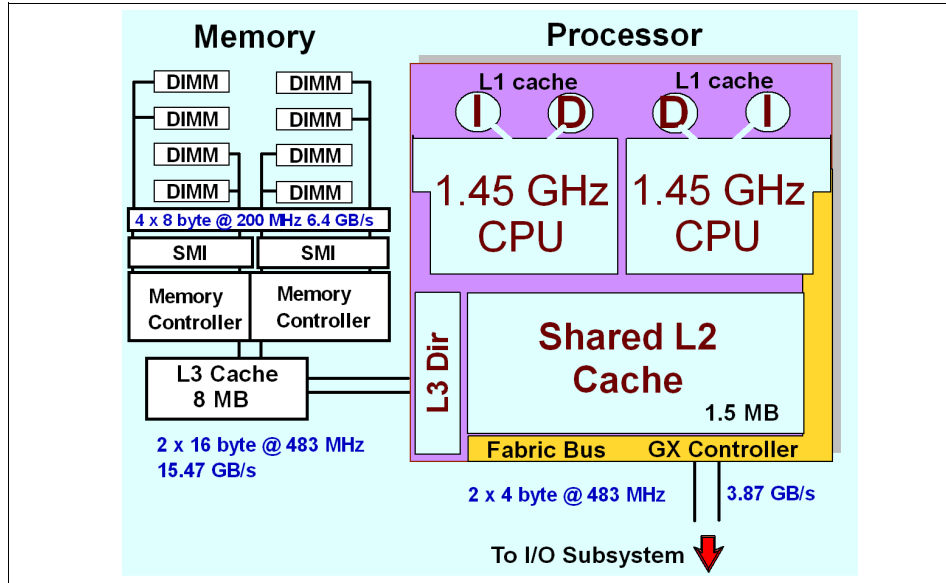 Memory
DIMM DIMM
DIMM DIMM
DIMM DIMM
DIMM DIMM
4 x 8 byte @ 200 MHz 6.4 GB/s
SMI SMI
Memory
Controller
Memory
Controller
L3 Cache
8 MB
2 x 16 byte @ 483 MHz
15.47 GB/s
Processor
L1 cache L1 cache
I D D I
1.45 GHz
CPU
1.45 GHz
CPU
L3 Dir
Shared L2
Cache
1.5 MB
Fabric Bus GX Controller
2 x 4 byte @ 483 MHz 3.87 GB/s
To I/O Subsystem